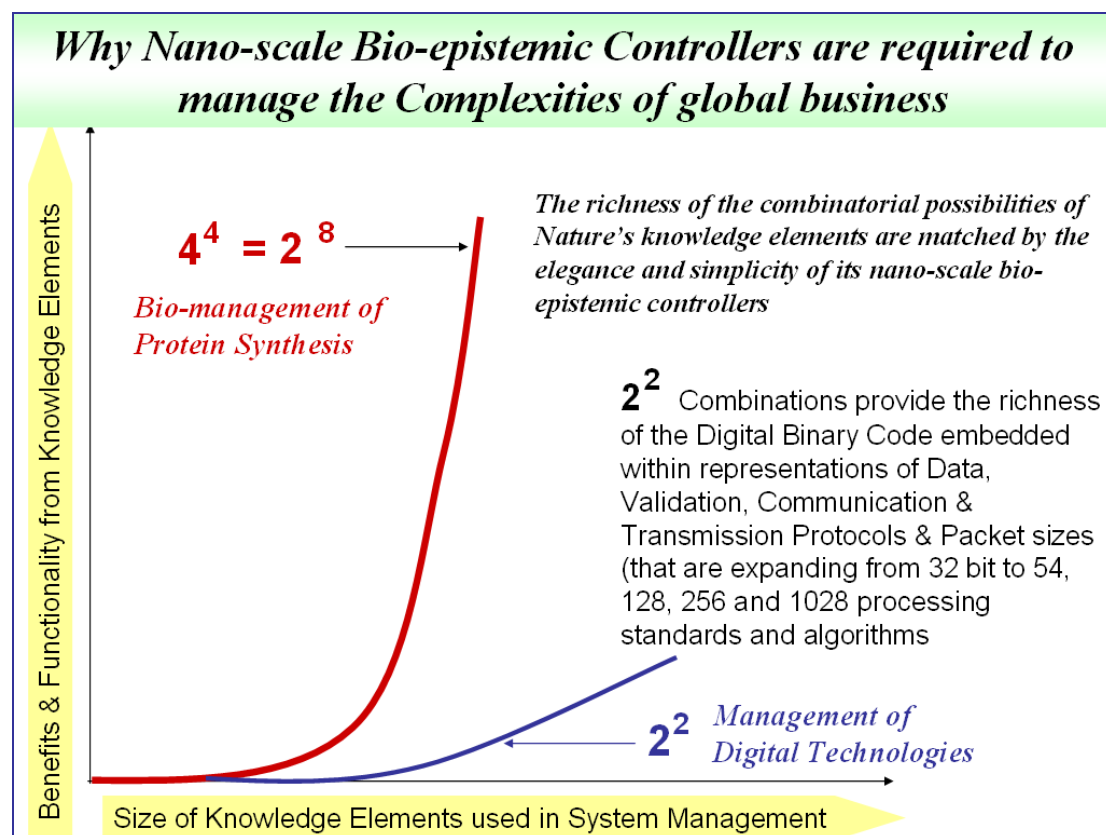 Why Nano-scale Bio-epistemic Controllers are required to
manage the Complexities of global business
Benefits & Functionality from Knowledge Elements
4^4 = 2^8
Bio-management of
Protein Synthesis
The richness of the combinatorial possibilities of
Nature's knowledge elements are matched by the
elegance and simplicity of its nano-scale bio-
epistemic controllers
2^2 Combinations provide the richness
of the Digital Binary Code embedded
within representations of Data,
Validation, Communication &
Transmission Protocols & Packet sizes
(that are expanding from 32 bit to 54,
128, 256 and 1028 processing
standards and algorithms
2^2 Management of
Digital Technologies
Size of Knowledge Elements used in System Management